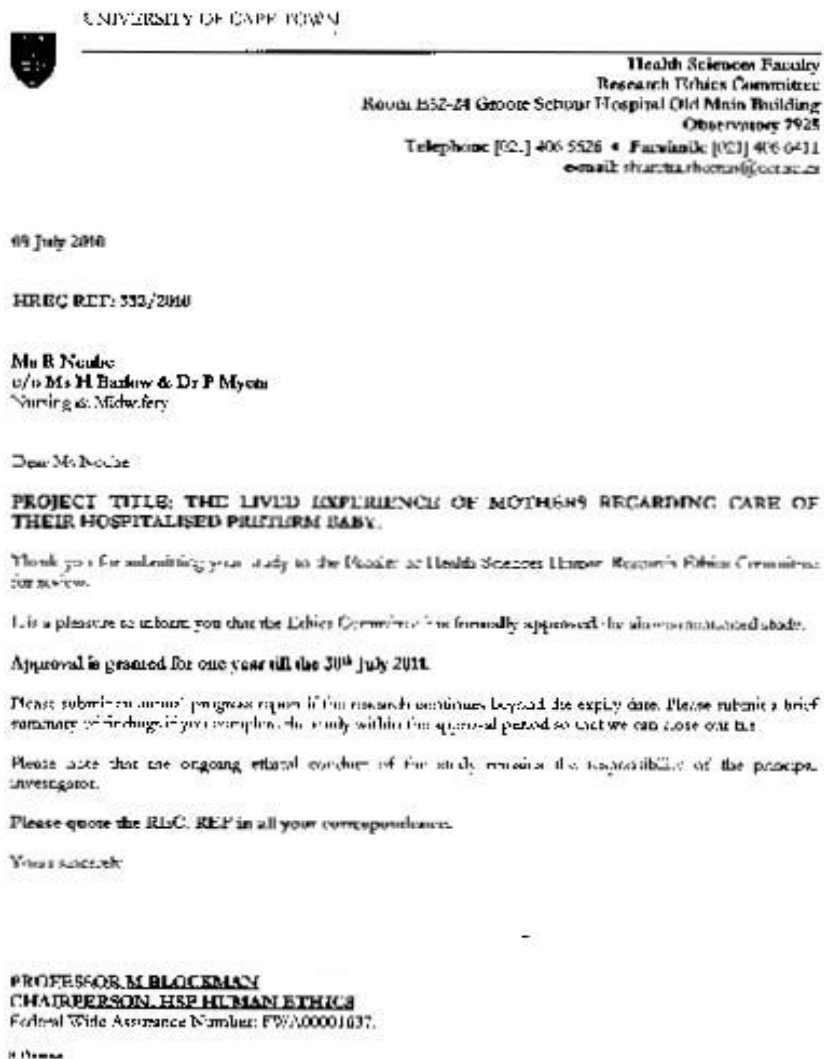 UNIVERSITY OF CAPE TOWN
Health Sciences Faculty
Research Ethics Committee
Room E52-24 Groote Schuur Hospital Old Main Building
Observatory 7925
Telephone [021] 406 6626 • Facsimile [021] 406 6411
e-mail:
July 2010
HREC REF: 332/2010
Ms R Ncube
c/o Ms H Barlow & Dr P Myers
Nursing & Midwifery
Dear Ms Ncube
PROJECT TITLE: THE LIVED EXPERIENCE OF MOTHERS REGARDING CARE OF
THEIR HOSPITALISED PRETERM BABY.
Thank you for submitting your study to the Faculty of Health Sciences Human Research Ethics Committee
for review.
It is a pleasure to inform you that the Ethics Committee has formally approved the above-mentioned study.
Approval is granted for one year till the 30th July 2011.
Please submit an annual progress report if the research continues beyond the expiry date. Please submit a brief
summary of findings if you complete the study within the approval period so that we can close our file.
Please note that the ongoing ethical conduct of the study remains the responsibility of the principal
investigator.
Please quote the REC. REF in all your correspondence.
Yours sincerely
PROFESSOR M BLOCKMAN
CHAIRPERSON, HSF HUMAN ETHICS
Federal Wide Assurance Number: FWA00001637.